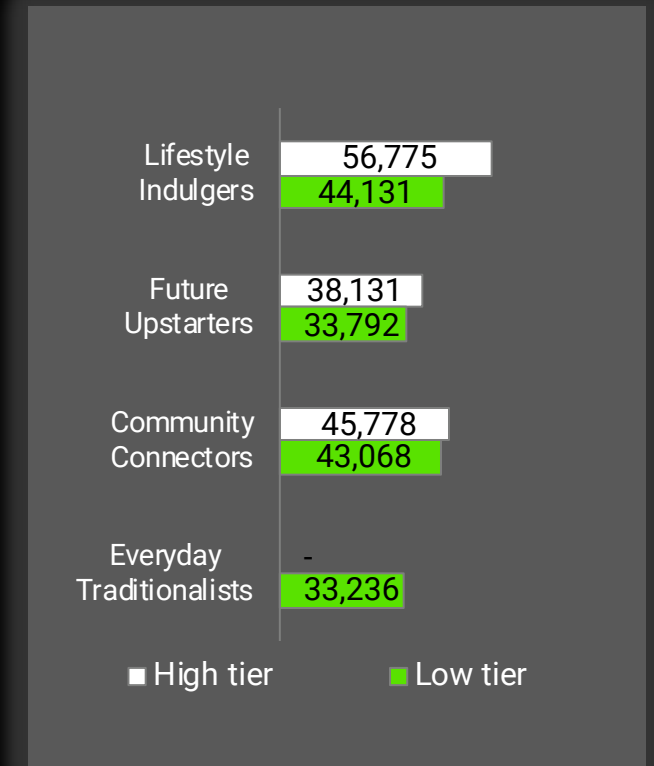 Lifestyle
Indulgers
56,775
44,131
Future
Upstarters
38,131
33,792
Community
Connectors
45,778
43,068
Everyday
Traditionalists
-
33,236
High tier
Low tier